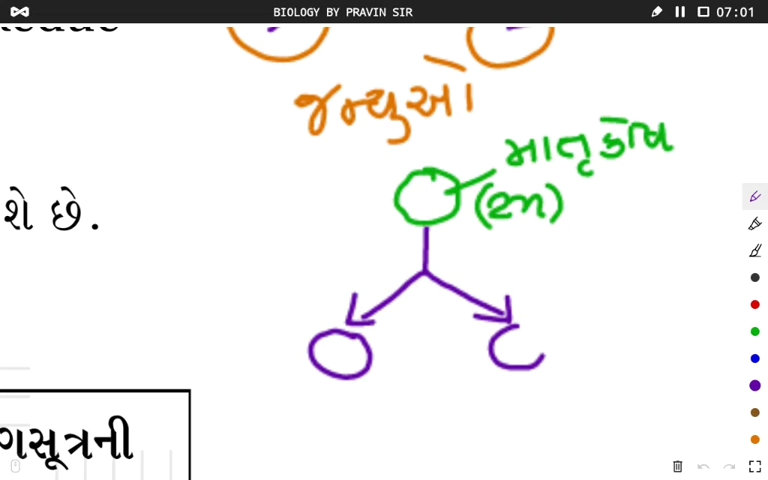 BIOLOGY BY PRAVIN SIR
07:01
જન્યુઓ
માતૃકોષ
(2n)
શે છે.
ગસૂત્રની